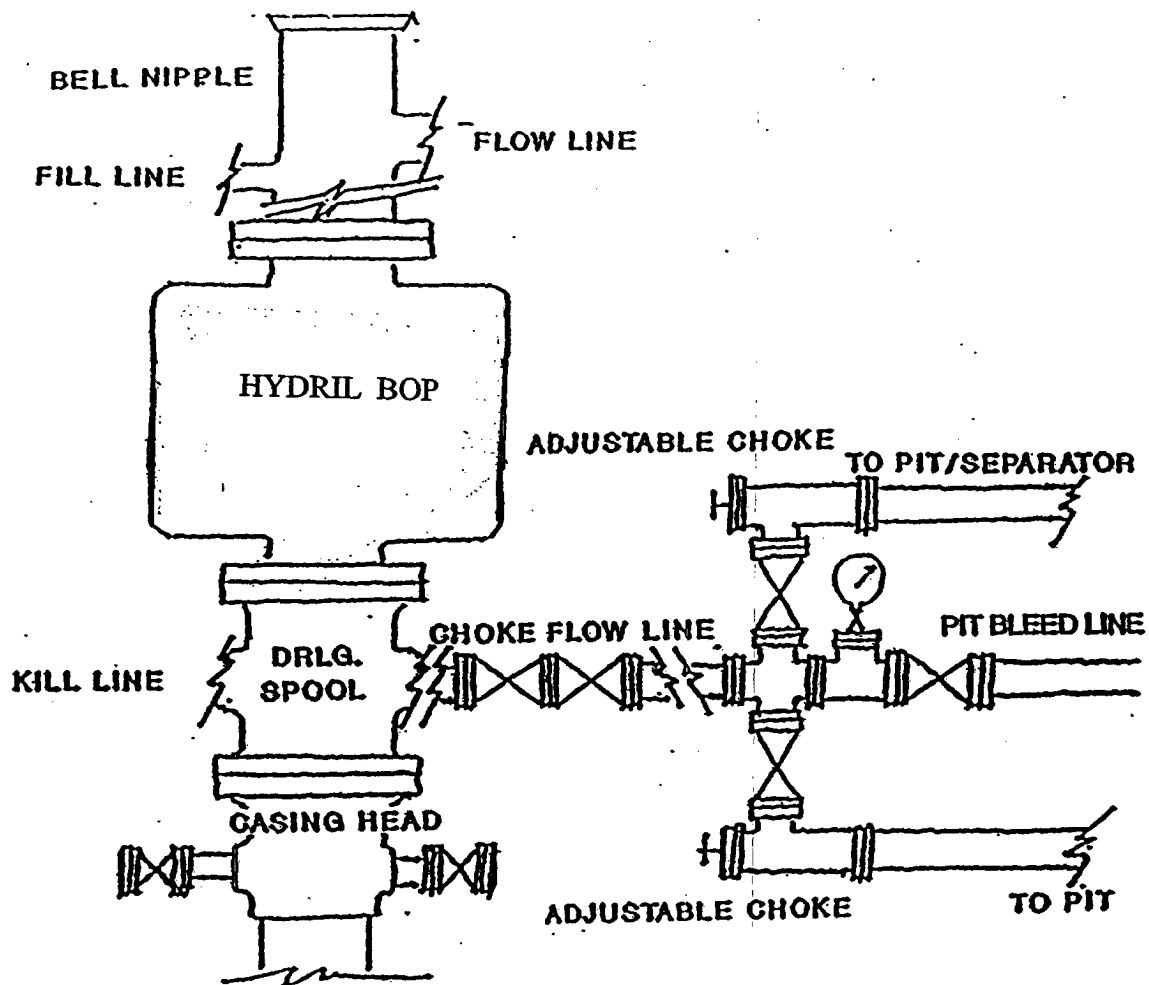 BELL NIPPLE
FLOW LINE
FILL LINE
HYDRIL BOP
ADJUSTABLE CHOKE
TO PIT/SEPARATOR
CHOKE FLOW LINE
PIT BLEED LINE
DRLG.
SPOOL
KILL LINE
CASING HEAD
ADJUSTABLE CHOKE
TO PIT